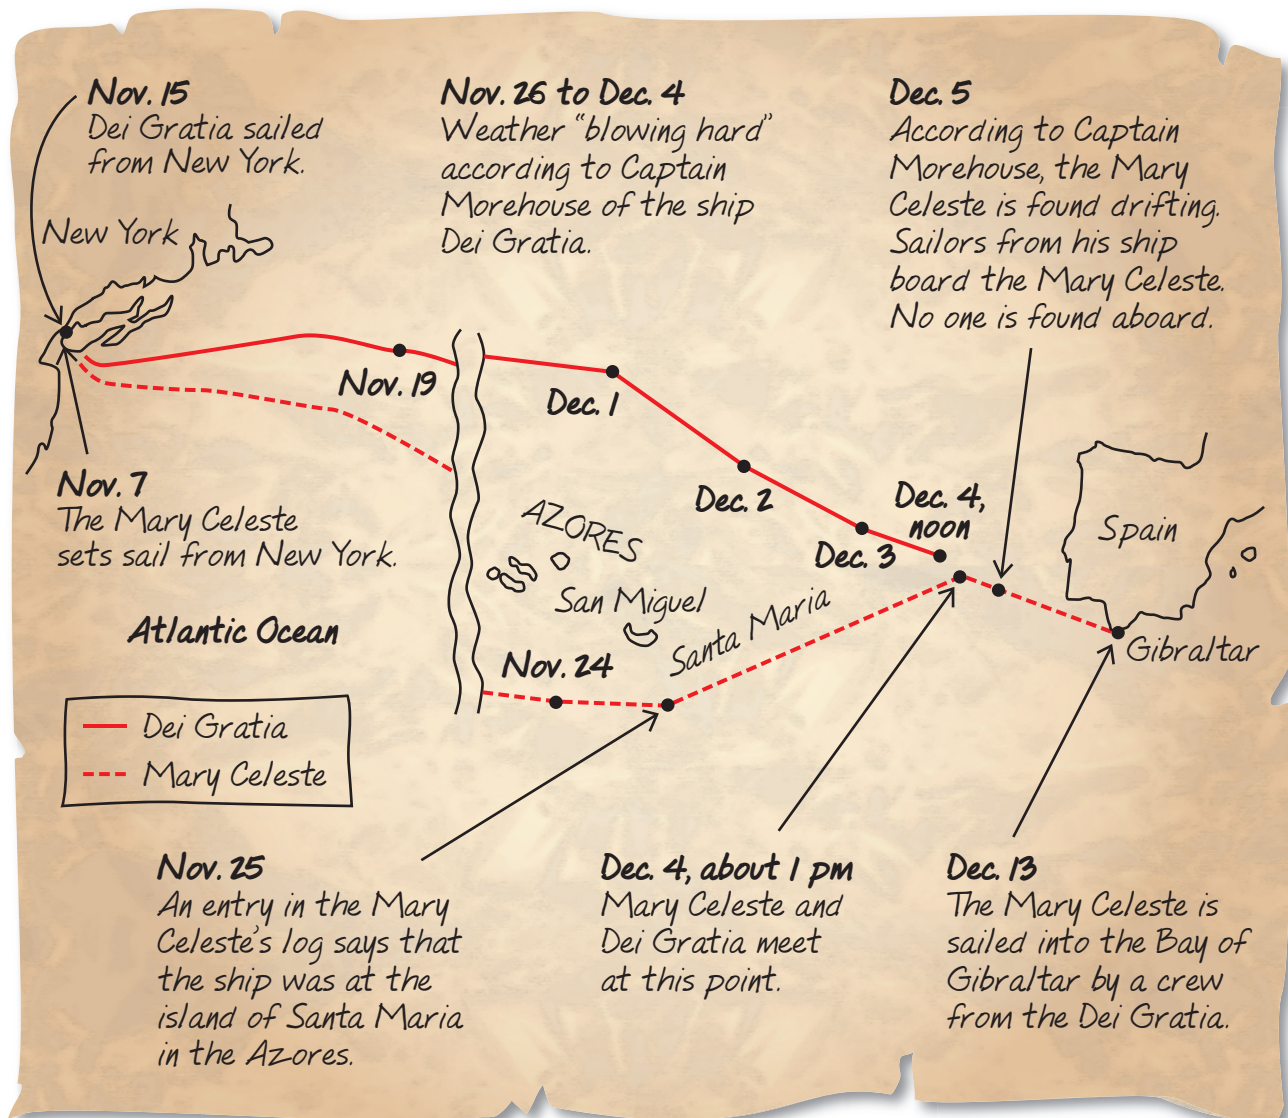 Nov. 15
Dei Gratia sailed
from New York.
Nov. 26 to Dec. 4
Weather “blowing hard”
according to Captain
Morehouse of the ship
Dei Gratia.
Dec. 5
According to Captain
Morehouse, the Mary
Celeste is found drifting.
Sailors from his ship
board the Mary Celeste.
No one is found aboard.
New York
Nov. 19
Dec. 1
Dec. 2
Dec. 3
Dec. 4,
noon
Nov. 7
The Mary Celeste
sets sail from New York.
AZORES
San Miguel
Santa Maria
Spain
Gibraltar
Atlantic Ocean
Nov. 24
Dei Gratia
Mary Celeste
Nov. 25
An entry in the Mary
Celeste’s log says that
the ship was at the
island of Santa Maria
in the Azores.
Dec. 4, about 1 pm
Mary Celeste and
Dei Gratia meet
at this point.
Dec. 13
The Mary Celeste is
sailed into the Bay of
Gibraltar by a crew
from the Dei Gratia.